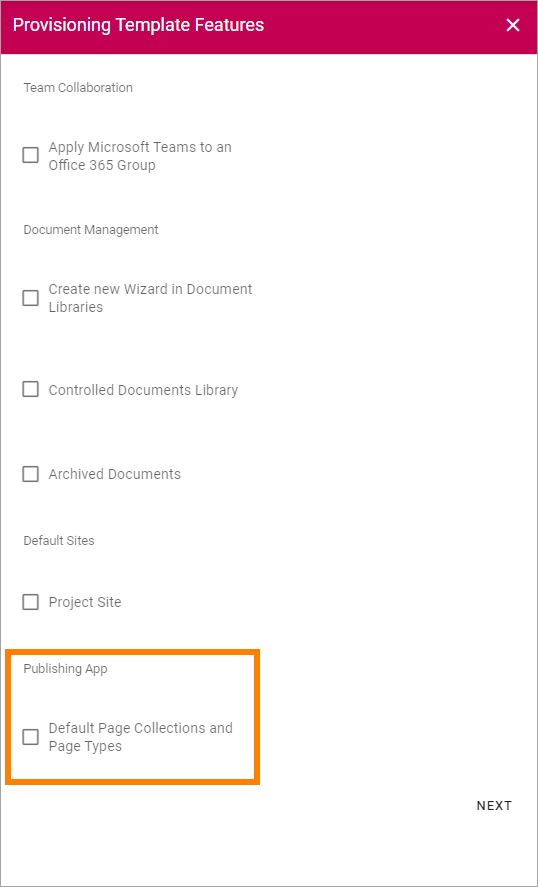 Provisioning Template Features
Team Collaboration
Apply Microsoft Teams to an
Office 365 Group
Document Management
Create new Wizard in Document
Libraries
Controlled Documents Library
Archived Documents
Default Sites
Project Site
Publishing App
Default Page Collections and
Page Types
NEXT